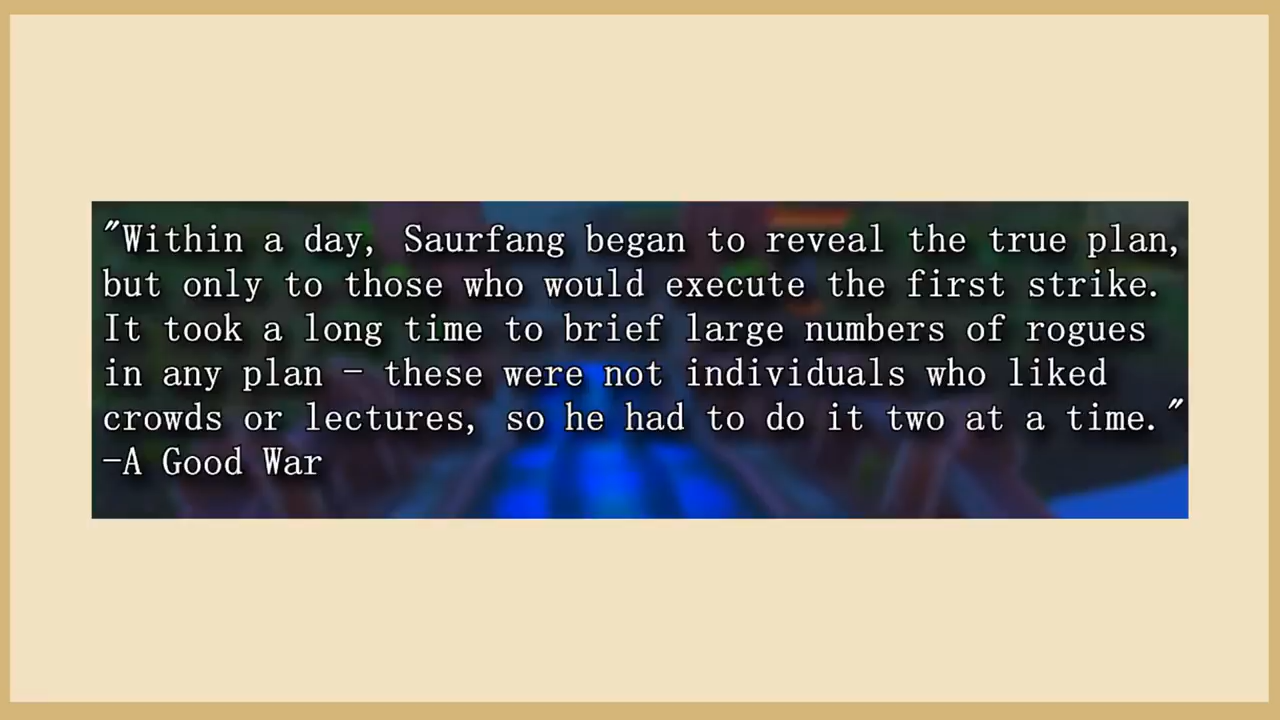 "Within a day, Saurfang began to reveal the true plan,
but only to those who would execute the first strike.
It took a long time to brief large numbers of rogues
in any plan – these were not individuals who liked
crowds or lectures, so he had to do it two at a time."
–A Good War